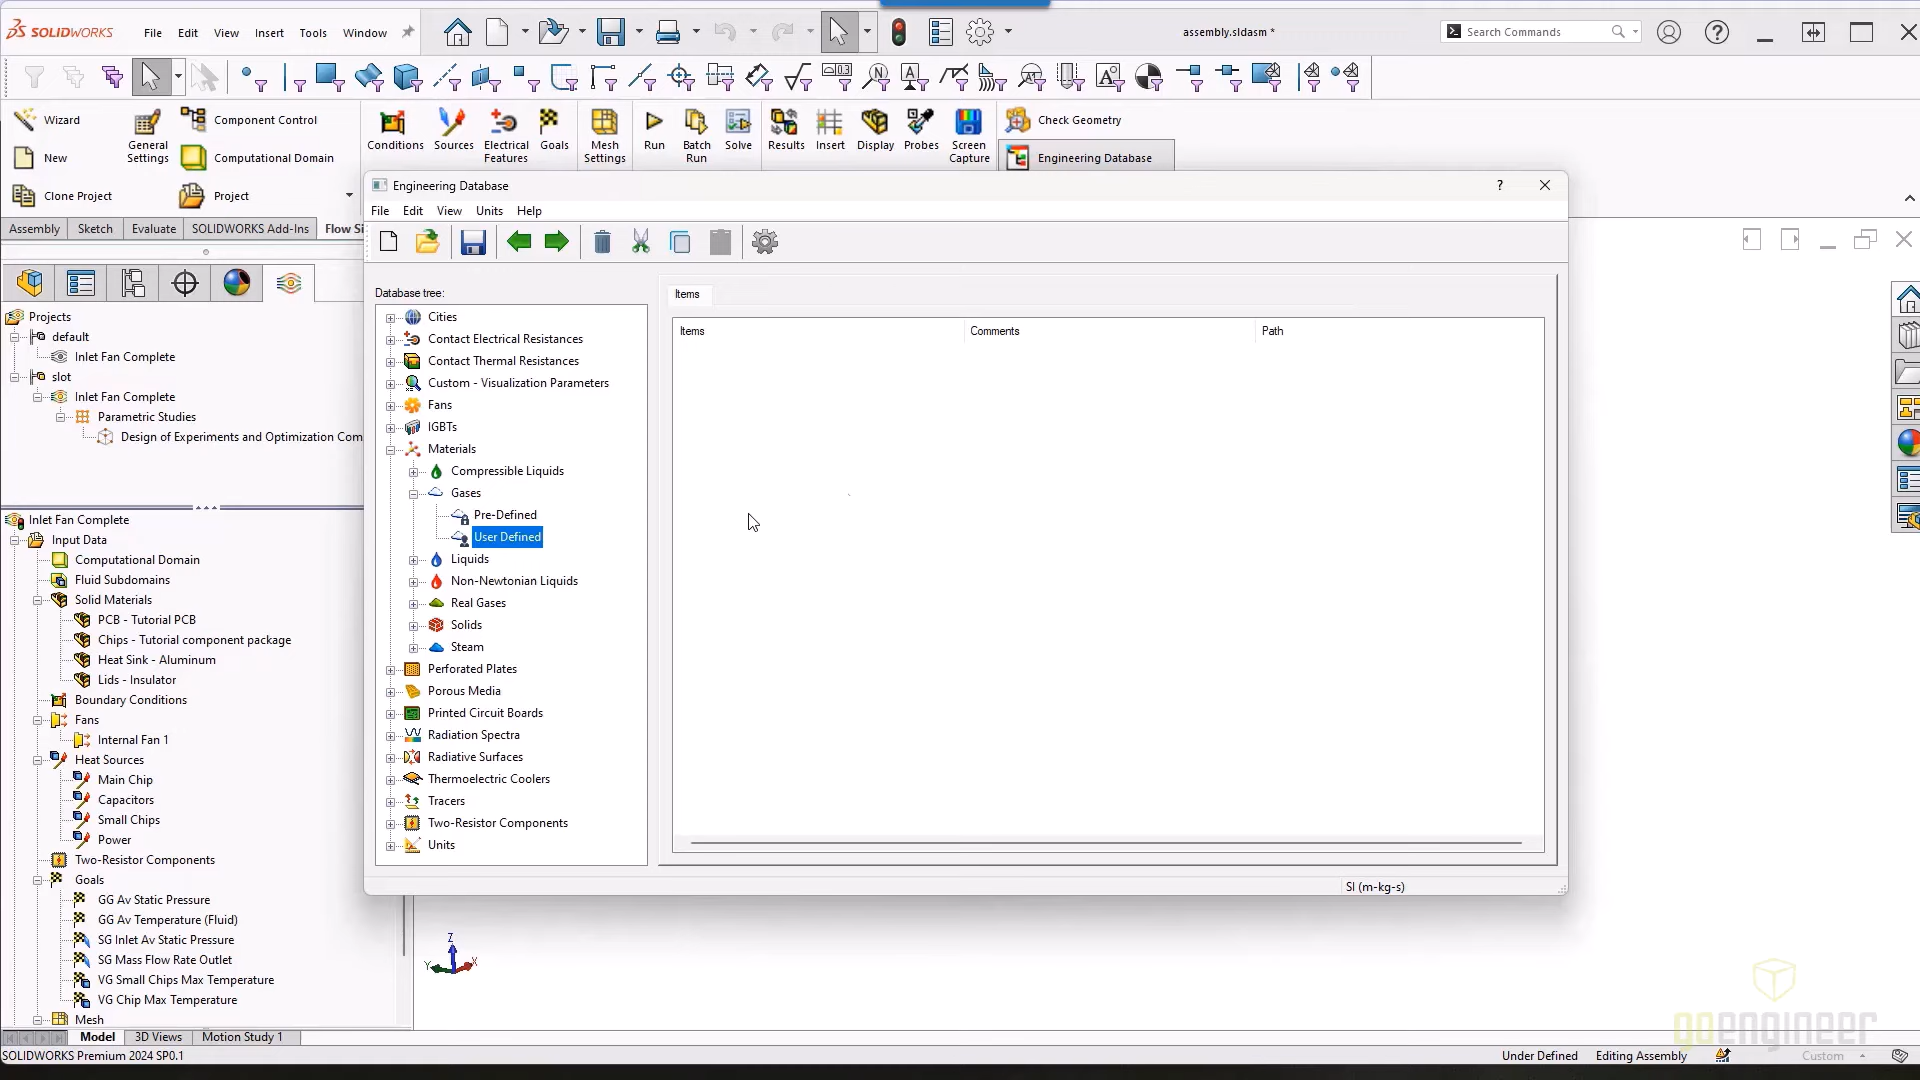 SOLIDWORKS
File Edit View Insert Tools Window
assembly.sldasm *
Search Commands
Wizard
New
Clone Project
General Settings
Component Control
Computational Domain
Project
Conditions
Sources
Electrical Features
Goals
Mesh Settings
Run
Batch Run
Solve
Results
Insert
Display
Probes
Screen Capture
Check Geometry
Engineering Database
Assembly Sketch Evaluate SOLIDWORKS Add-Ins Flow Si
Projects
default
Inlet Fan Complete
slot
Inlet Fan Complete
Parametric Studies
Design of Experiments and Optimization Com
Inlet Fan Complete
Input Data
Computational Domain
Fluid Subdomains
Solid Materials
PCB - Tutorial PCB
Chips - Tutorial component package
Heat Sink - Aluminum
Lids - Insulator
Boundary Conditions
Fans
Internal Fan 1
Heat Sources
Main Chip
Capacitors
Small Chips
Power
Two-Resistor Components
Goals
GG Av Static Pressure
GG Av Temperature (Fluid)
SG Inlet Av Static Pressure
SG Mass Flow Rate Outlet
VG Small Chips Max Temperature
VG Chip Max Temperature
Mesh
Engineering Database
?
File Edit View Units Help
Database tree:
Cities
Contact Electrical Resistances
Contact Thermal Resistances
Custom - Visualization Parameters
Fans
IGBTs
Materials
Compressible Liquids
Gases
Pre-Defined
User Defined
Liquids
Non-Newtonian Liquids
Real Gases
Solids
Steam
Perforated Plates
Porous Media
Printed Circuit Boards
Radiation Spectra
Radiative Surfaces
Thermoelectric Coolers
Tracers
Two-Resistor Components
Units
Items
Items Comments Path
SI (m-kg-s)
Z
Y X
goengineer
Model 3D Views Motion Study 1
SOLIDWORKS Premium 2024 SP0.1
Under Defined Editing Assembly Custom